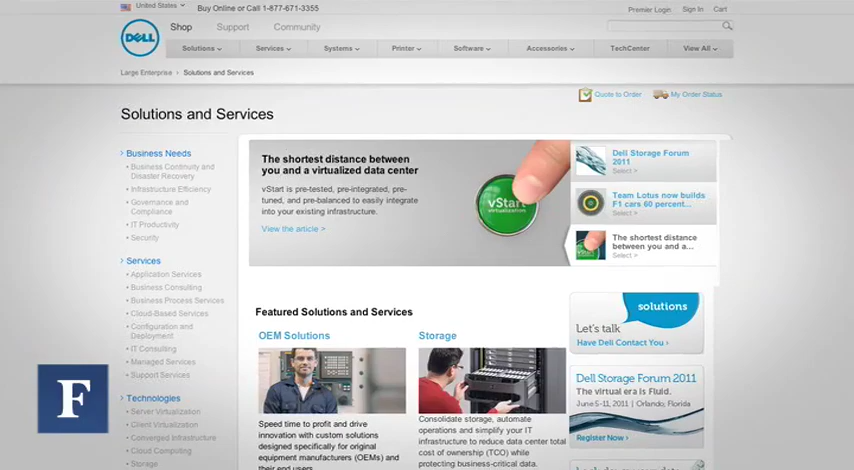 United States
Buy Online or Call 1-877-671-3355
Premier Login Sign In Cart
DELL
Shop Support Community
Solutions Services Systems Printer Software Accessories TechCenter View All
Large Enterprise › Solutions and Services
Quote to Order My Order Status
Solutions and Services
Business Needs
• Business Continuity and
Disaster Recovery
• Infrastructure Efficiency
• Governance and
Compliance
• IT Productivity
• Security
Services
• Application Services
• Business Consulting
• Business Process Services
• Cloud-Based Services
• Configuration and
Deployment
• IT Consulting
• Managed Services
• Support Services
Technologies
• Server Virtualization
• Client Virtualization
• Converged Infrastructure
• Cloud Computing
• Storage
The shortest distance between
you and a virtualized data center
vStart is pre-tested, pre-integrated, pre-
tuned, and pre-balanced to easily integrate
into your existing infrastructure.
View the article >
vStart
virtualization
Dell Storage Forum
2011
Select >
Team Lotus now builds
F1 cars 60 percent...
Select >
The shortest distance
between you and a...
Select >
Featured Solutions and Services
OEM Solutions
Speed time to profit and drive
innovation with custom solutions
designed specifically for original
equipment manufacturers (OEMs) and
their end users
Storage
Consolidate storage, automate
operations and simplify your IT
infrastructure to reduce data center total
cost of ownership (TCO) while
protecting business-critical data.
solutions
Let's talk
Have Dell Contact You ›
Dell Storage Forum 2011
The virtual era is Fluid.
June 5-11, 2011 | Orlando, Florida
Register Now ›
F